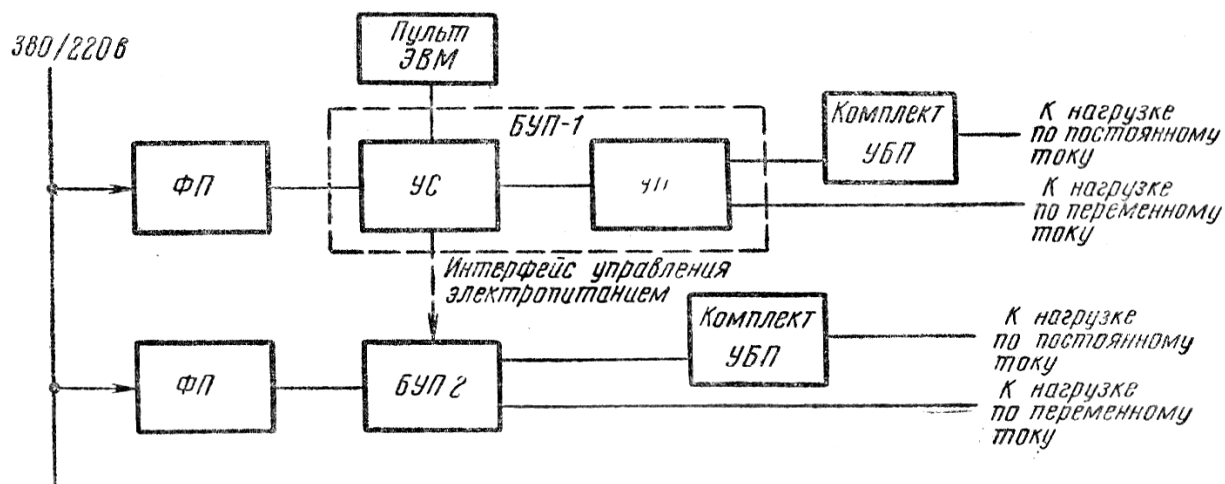 380/220в
Пульт
ЭВМ
БУП-1
ФП
УС
Комплект
УБП
К нагрузке
по постоянному
току
К нагрузке
по переменному
току
Интерфейс управления
электропитанием
ФП
БУП 2
Комплект
УБП
К нагрузке
по постоянному
току
К нагрузке
по переменному
току